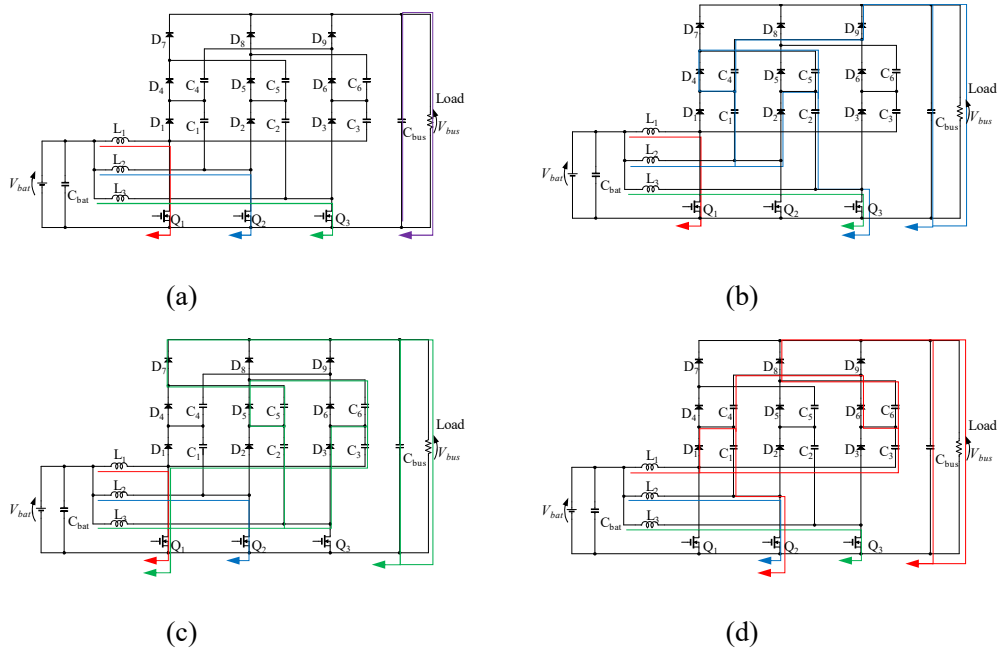 D7 D8 D9
D4 C4 D5 C5 D6 C6
D1 C1 D2 C2 D3 C3
Load
Vbus
Cbus
L1
L2
L3
Vbat
Cbat
Q1 Q2 Q3
(a)
D7 D8 D9
D4 C4 D5 C5 D6 C6
D1 C1 D2 C2 D3 C3
Load
Vbus
Cbus
L1
L2
L3
Vbat
Cbat
Q1 Q2 Q3
(b)
D7 D8 D9
D4 C4 D5 C5 D6 C6
D1 C1 D2 C2 D3 C3
Load
Vbus
Cbus
L1
L2
L3
Vbat
Cbat
Q1 Q2 Q3
(c)
D7 D8 D9
D4 C4 D5 C5 D6 C6
D1 C1 D2 C2 D3 C3
Load
Vbus
Cbus
L1
L2
L3
Vbat
Cbat
Q1 Q2 Q3
(d)